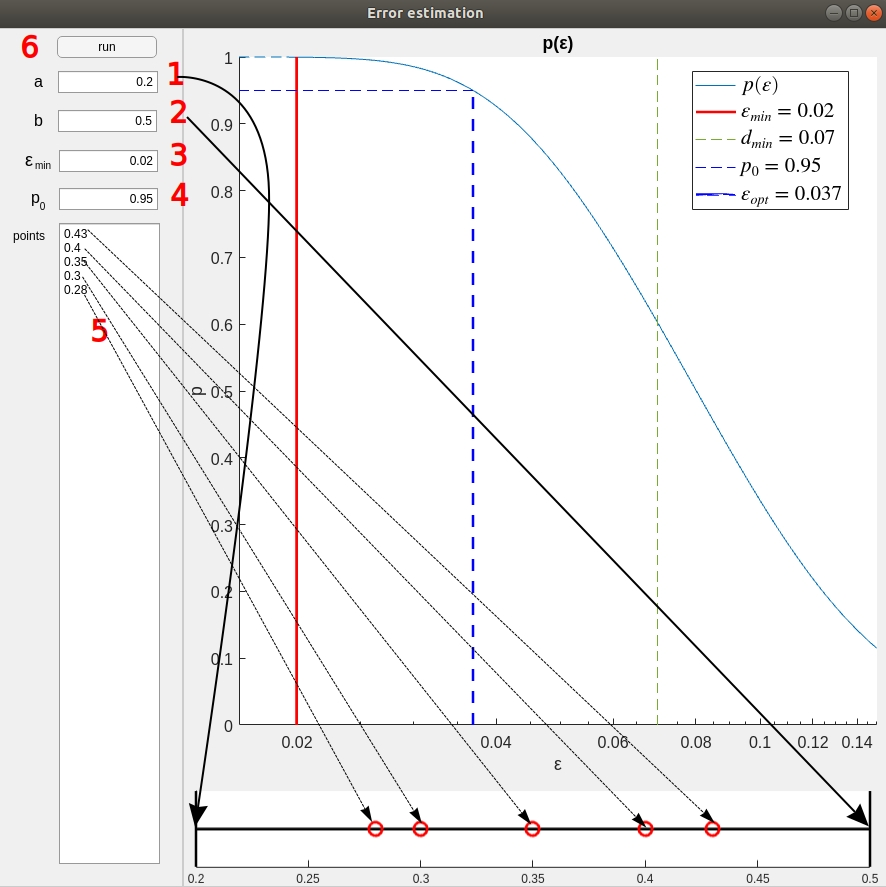 Error estimation
6 run
a 0.2 1
b 0.5 2
ε min 0.02 3
p0 0.95 4
points
0.43
0.4
0.35
0.3
0.28
5
p(ε)
p(ε)
εmin = 0.02
dmin = 0.07
p0 = 0.95
εopt = 0.037
1
0.9
0.8
0.7
0.6
0.5
0.4
0.3
0.2
0.1
0
p
0.02 0.04 0.06 0.08 0.1 0.12 0.14
ε
0.2 0.25 0.3 0.35 0.4 0.45 0.5